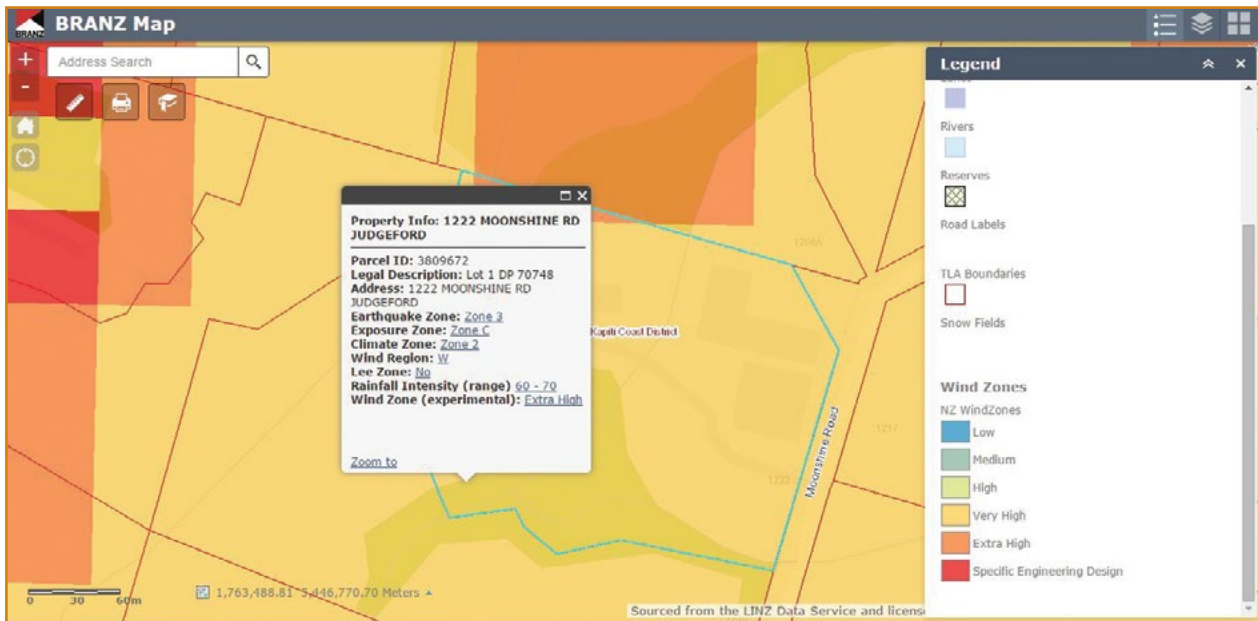 BRANZ
BRANZ Map
+
Address Search
-
Property Info: 1222 MOONSHINE RD
JUDGEFORD
Parcel ID: 3809672
Legal Description: Lot 1 DP 70748
Address: 1222 MOONSHINE RD
JUDGEFORD
Earthquake Zone: Zone 3
Exposure Zone: Zone C
Climate Zone: Zone 2
Wind Region: W
Lee Zone: No
Rainfall Intensity (range) 60 - 70
Wind Zone (experimental): Extra High
Zoom to
Kapiti Coast District
Moonshine Road
1208A
1217
1222
Legend
Rivers
Reserves
Road Labels
TLA Boundaries
Snow Fields
Wind Zones
NZ WindZones
Low
Medium
High
Very High
Extra High
Specific Engineering Design
0 30 60m
1,763,488.81 5,446,770.70 Meters
Sourced from the LINZ Data Service and license